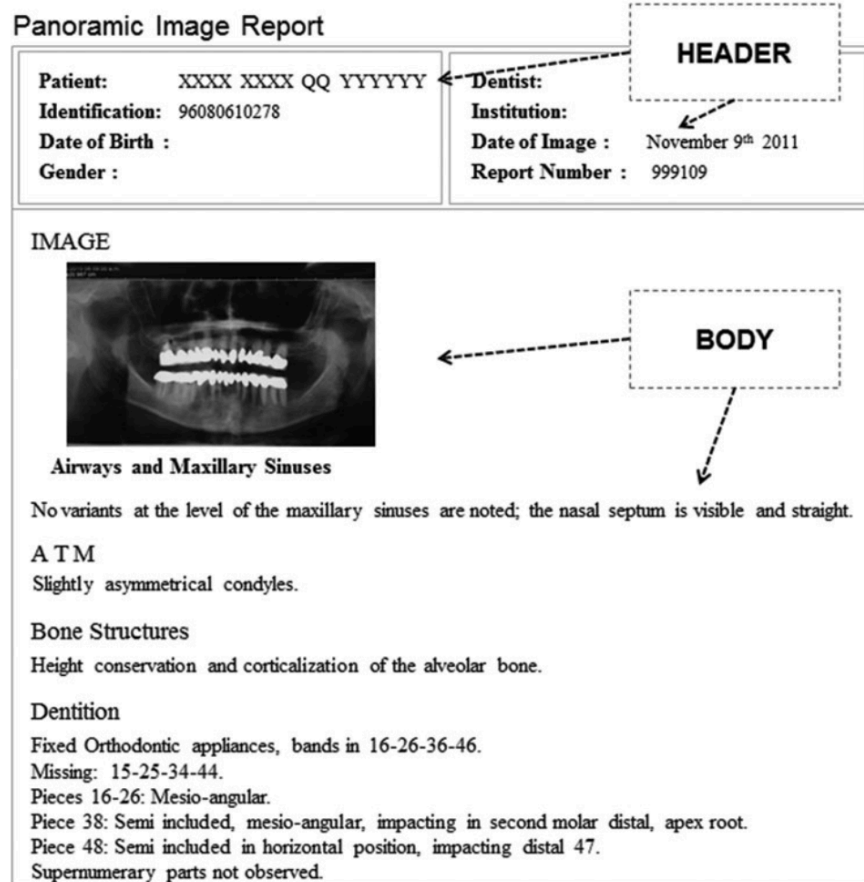 Panoramic Image Report
HEADER
Patient: XXXX XXXX QQ YYYYYY
Identification: 96080610278
Date of Birth :
Gender :
Dentist:
Institution:
Date of Image : November 9th 2011
Report Number : 999109
IMAGE
BODY
Airways and Maxillary Sinuses
No variants at the level of the maxillary sinuses are noted; the nasal septum is visible and straight.
A T M
Slightly asymmetrical condyles.
Bone Structures
Height conservation and corticalization of the alveolar bone.
Dentition
Fixed Orthodontic appliances, bands in 16-26-36-46.
Missing: 15-25-34-44.
Pieces 16-26: Mesio-angular.
Piece 38: Semi included, mesio-angular, impacting in second molar distal, apex root.
Piece 48: Semi included in horizontal position, impacting distal 47.
Supernumerary parts not observed.